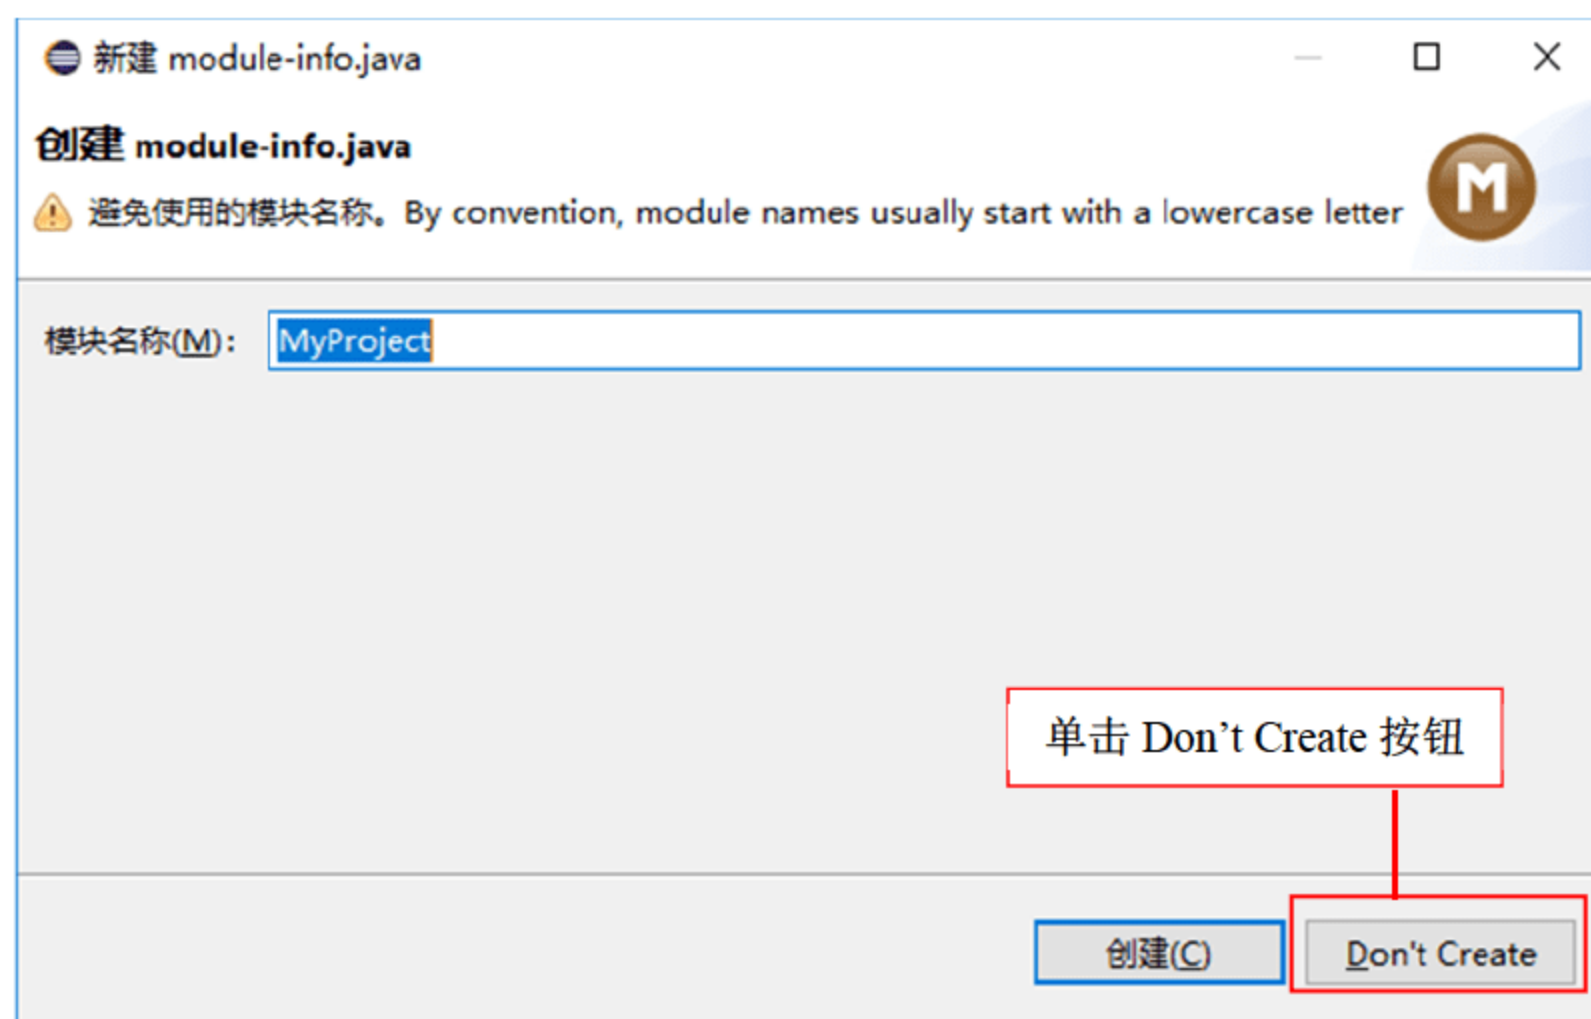 新建 module-info.java
创建 module-info.java
避免使用的模块名称。By convention, module names usually start with a lowercase letter
M
模块名称(M)：
MyProject
单击 Don’t Create 按钮
创建(C)
Don't Create